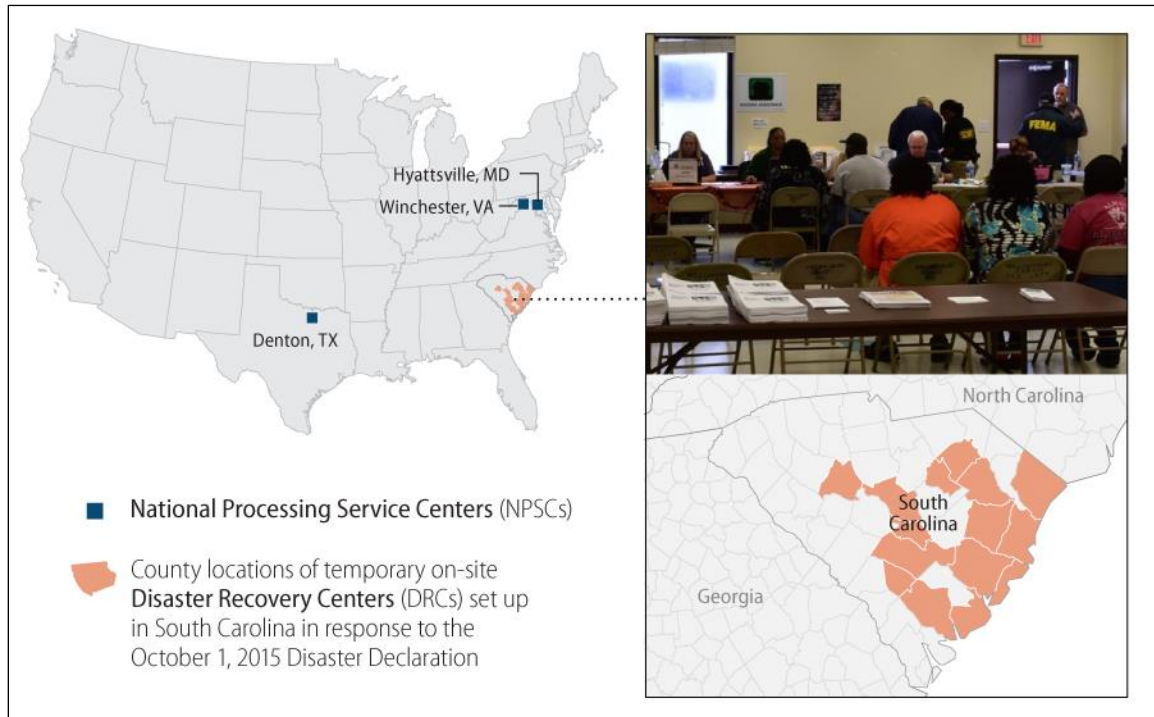 Hyattsville, MD
Winchester, VA
Denton, TX
National Processing Service Centers (NPSCs)
County locations of temporary on-site
Disaster Recovery Centers (DRCs) set up
in South Carolina in response to the
October 1, 2015 Disaster Declaration
EXIT
FEMA
North Carolina
South
Carolina
Georgia